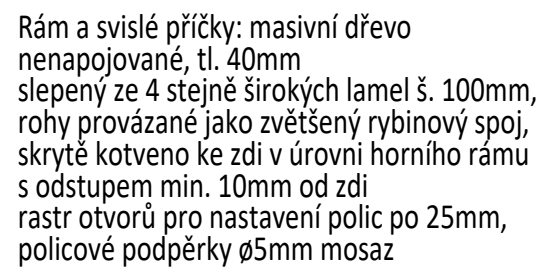 Rám a svislé příčky: masivní dřevo
nenapojované, tl. 40mm
slepený ze 4 stejně širokých lamel š. 100mm,
rohy provázané jako zvětšený rybinový spoj,
skrytě kotveno ke zdi v úrovni horního rámu
s odstupem min. 10mm od zdi
rastr otvorů pro nastavení polic po 25mm,
policové podpěrky ø5mm mosaz